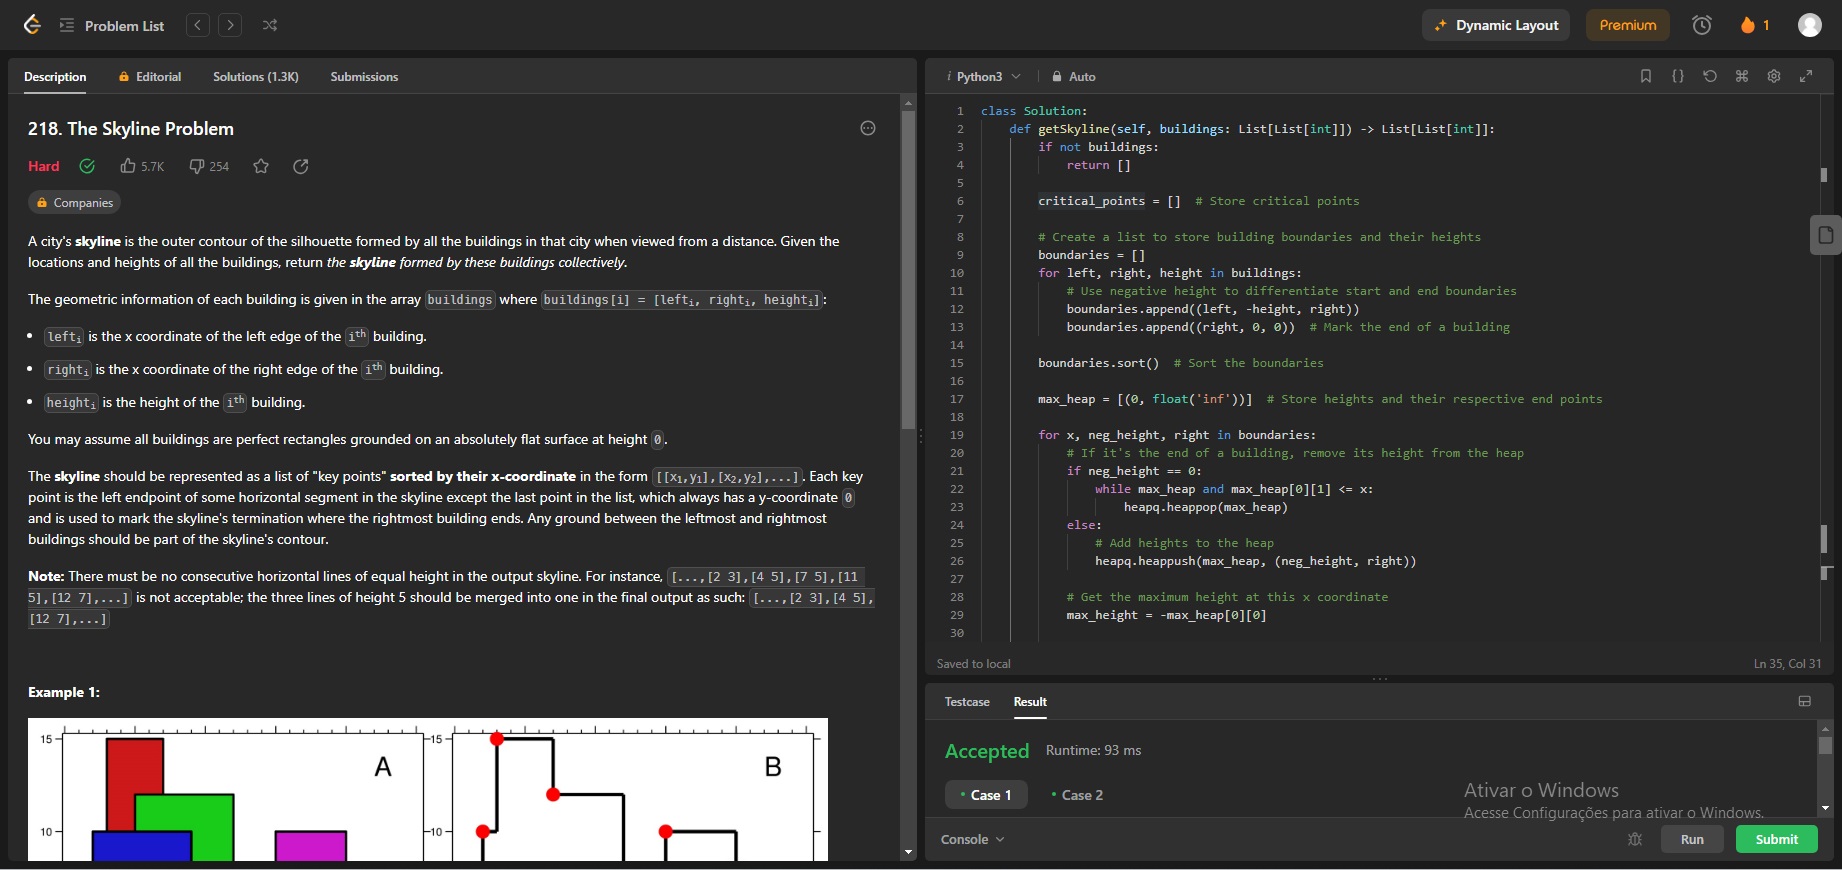 Problem List
Dynamic Layout
Premium
1
Description
Editorial
Solutions (1.3K)
Submissions
218. The Skyline Problem
Hard
5.7K
254
Companies
A city's skyline is the outer contour of the silhouette formed by all the buildings in that city when viewed from a distance. Given the
locations and heights of all the buildings, return the skyline formed by these buildings collectively.
The geometric information of each building is given in the array buildings where buildings[i] = [lefti, righti, heighti]:
• lefti is the x coordinate of the left edge of the ith building.
• righti is the x coordinate of the right edge of the ith building.
• heighti is the height of the ith building.
You may assume all buildings are perfect rectangles grounded on an absolutely flat surface at height 0.
The skyline should be represented as a list of "key points" sorted by their x-coordinate in the form [[x1,y1],[x2,y2],...]. Each key
point is the left endpoint of some horizontal segment in the skyline except the last point in the list, which always has a y-coordinate 0
and is used to mark the skyline's termination where the rightmost building ends. Any ground between the leftmost and rightmost
buildings should be part of the skyline's contour.
Note: There must be no consecutive horizontal lines of equal height in the output skyline. For instance, [...,[2 3],[4 5],[7 5],[11
5],[12 7],...] is not acceptable; the three lines of height 5 should be merged into one in the final output as such: [...,[2 3],[4 5],
[12 7],...]
Example 1:
15
10
A
15
10
B
i Python3
Auto
1 class Solution:
2 def getSkyline(self, buildings: List[List[int]]) -> List[List[int]]:
3 if not buildings:
4 return []
5
6 critical_points = [] # Store critical points
7
8 # Create a list to store building boundaries and their heights
9 boundaries = []
10 for left, right, height in buildings:
11 # Use negative height to differentiate start and end boundaries
12 boundaries.append((left, -height, right))
13 boundaries.append((right, 0, 0)) # Mark the end of a building
14
15 boundaries.sort() # Sort the boundaries
16
17 max_heap = [(0, float('inf'))] # Store heights and their respective end points
18
19 for x, neg_height, right in boundaries:
20 # If it's the end of a building, remove its height from the heap
21 if neg_height == 0:
22 while max_heap and max_heap[0][1] <= x:
23 heapq.heappop(max_heap)
24 else:
25 # Add heights to the heap
26 heapq.heappush(max_heap, (neg_height, right))
27
28 # Get the maximum height at this x coordinate
29 max_height = -max_heap[0][0]
30
Saved to local
Ln 35, Col 31
Testcase
Result
Accepted
Runtime: 93 ms
• Case 1
• Case 2
Ativar o Windows
Acesse Configurações para ativar o Windows.
Console
Run
Submit